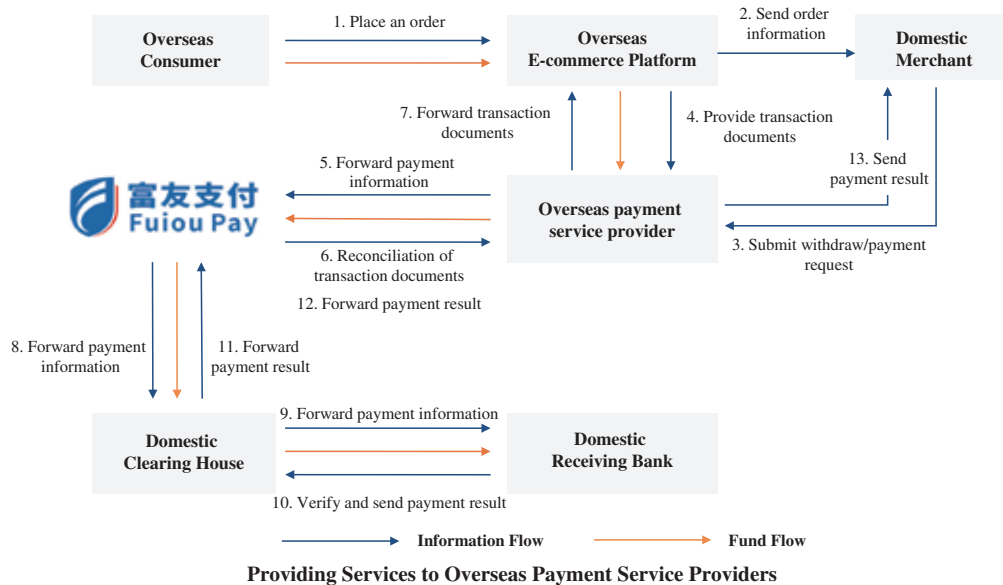 1. Place an order
2. Send order
information
Overseas
Consumer
Overseas
E-commerce Platform
Domestic
Merchant
7. Forward transaction
documents
4. Provide transaction
documents
5. Forward payment
information
13. Send
payment result
富友支付
Fuiou Pay
Overseas payment
service provider
6. Reconciliation of
transaction documents
3. Submit withdraw/payment
request
12. Forward payment result
8. Forward payment
information
11. Forward
payment result
9. Forward payment information
Domestic
Clearing House
Domestic
Receiving Bank
10. Verify and send payment result
Information Flow
Fund Flow
Providing Services to Overseas Payment Service Providers